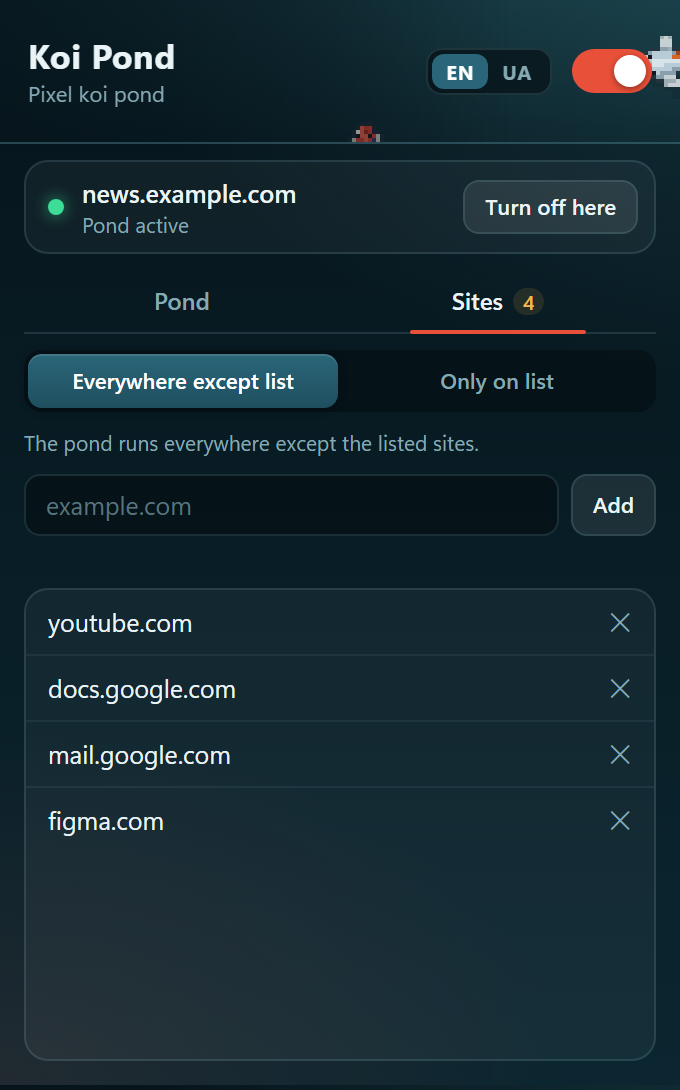 Koi Pond
Pixel koi pond
EN UA
news.example.com
Pond active
Turn off here
Pond
Sites 4
Everywhere except list
Only on list
The pond runs everywhere except the listed sites.
example.com
Add
youtube.com
docs.google.com
mail.google.com
figma.com